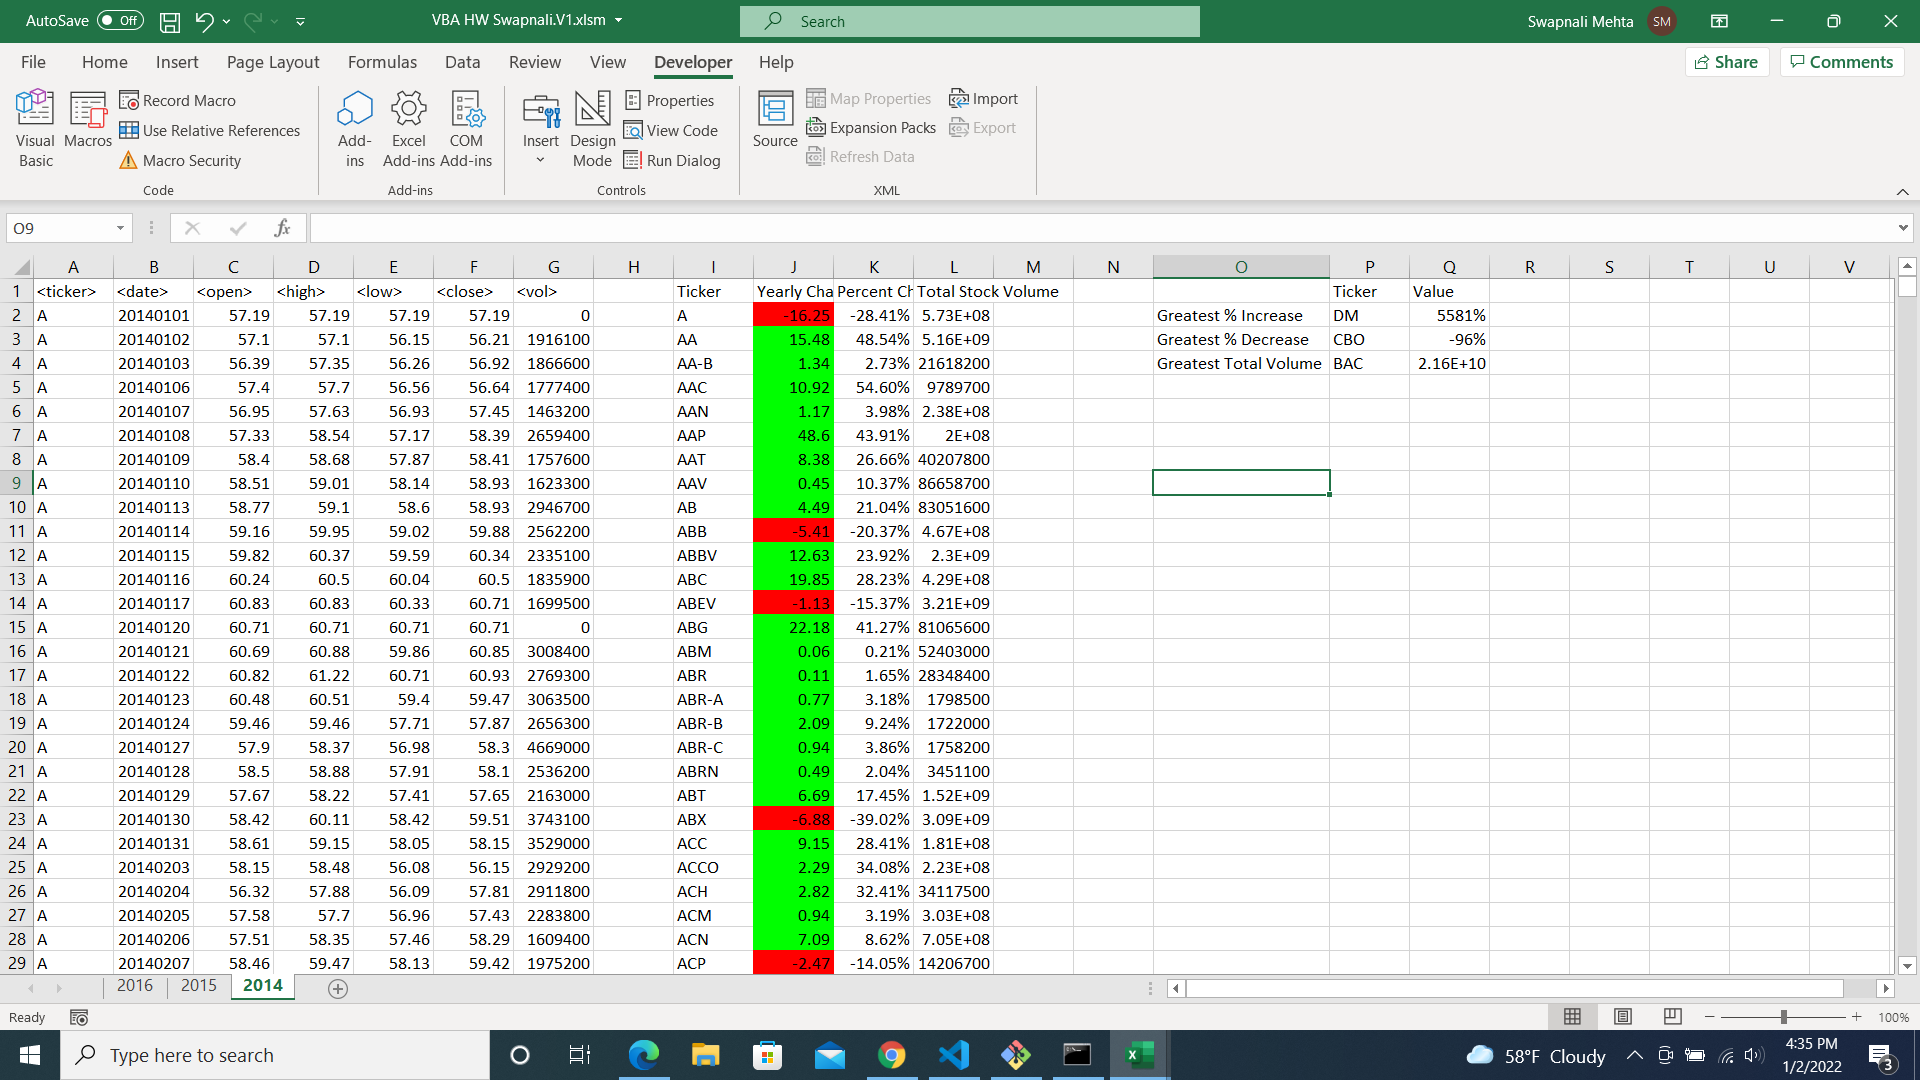 AutoSave Off VBA HW Swapnali.V1.xlsm Search Swapnali Mehta SM
File Home Insert Page Layout Formulas Data Review View Developer Help Share Comments
Visual Basic Macros Record Macro Use Relative References Macro Security Code
Add-ins Excel Add-ins COM Add-ins Add-ins
Insert Design Mode Properties View Code Run Dialog Controls
Source Map Properties Expansion Packs Refresh Data Import Export XML
O9 fx
A B C D E F G H I J K L M N O P Q R S T U V
1 <ticker> <date> <open> <high> <low> <close> <vol> Ticker Yearly Cha Percent Ch Total Stock Volume Ticker Value
2 A 20140101 57.19 57.19 57.19 57.19 0 A -16.25 -28.41% 5.73E+08 Greatest % Increase DM 5581%
3 A 20140102 57.1 57.1 56.15 56.21 1916100 AA 15.48 48.54% 5.16E+09 Greatest % Decrease CBO -96%
4 A 20140103 56.39 57.35 56.26 56.92 1866600 AA-B 1.34 2.73% 21618200 Greatest Total Volume BAC 2.16E+10
5 A 20140106 57.4 57.7 56.56 56.64 1777400 AAC 10.92 54.60% 9789700
6 A 20140107 56.95 57.63 56.93 57.45 1463200 AAN 1.17 3.98% 2.38E+08
7 A 20140108 57.33 58.54 57.17 58.39 2659400 AAP 48.6 43.91% 2E+08
8 A 20140109 58.4 58.68 57.87 58.41 1757600 AAT 8.38 26.66% 40207800
9 A 20140110 58.51 59.01 58.14 58.93 1623300 AAV 0.45 10.37% 86658700
10 A 20140113 58.77 59.1 58.6 58.93 2946700 AB 4.49 21.04% 83051600
11 A 20140114 59.16 59.95 59.02 59.88 2562200 ABB -5.41 -20.37% 4.67E+08
12 A 20140115 59.82 60.37 59.59 60.34 2335100 ABBV 12.63 23.92% 2.3E+09
13 A 20140116 60.24 60.5 60.04 60.5 1835900 ABC 19.85 28.23% 4.29E+08
14 A 20140117 60.83 60.83 60.33 60.71 1699500 ABEV -1.13 -15.37% 3.21E+09
15 A 20140120 60.71 60.71 60.71 60.71 0 ABG 22.18 41.27% 81065600
16 A 20140121 60.69 60.88 59.86 60.85 3008400 ABM 0.06 0.21% 52403000
17 A 20140122 60.82 61.22 60.71 60.93 2769300 ABR 0.11 1.65% 28348400
18 A 20140123 60.48 60.51 59.4 59.47 3063500 ABR-A 0.77 3.18% 1798500
19 A 20140124 59.46 59.46 57.71 57.87 2656300 ABR-B 2.09 9.24% 1722000
20 A 20140127 57.9 58.37 56.98 58.3 4669000 ABR-C 0.94 3.86% 1758200
21 A 20140128 58.5 58.88 57.91 58.1 2536200 ABRN 0.49 2.04% 3451100
22 A 20140129 57.67 58.22 57.41 57.65 2163000 ABT 6.69 17.45% 1.52E+09
23 A 20140130 58.42 60.11 58.42 59.51 3743100 ABX -6.88 -39.02% 3.09E+09
24 A 20140131 58.61 59.15 58.05 58.15 3529000 ACC 9.15 28.41% 1.81E+08
25 A 20140203 58.15 58.48 56.08 56.15 2929200 ACCO 2.29 34.08% 2.23E+08
26 A 20140204 56.32 57.88 56.09 57.81 2911800 ACH 2.82 32.41% 34117500
27 A 20140205 57.58 57.7 56.96 57.43 2283800 ACM 0.94 3.19% 3.03E+08
28 A 20140206 57.51 58.35 57.46 58.29 1609400 ACN 7.09 8.62% 7.05E+08
29 A 20140207 58.46 59.47 58.13 59.42 1975200 ACP -2.47 -14.05% 14206700
2016 2015 2014
Ready 100%
Type here to search 58°F Cloudy 4:35 PM
1/2/2022 3